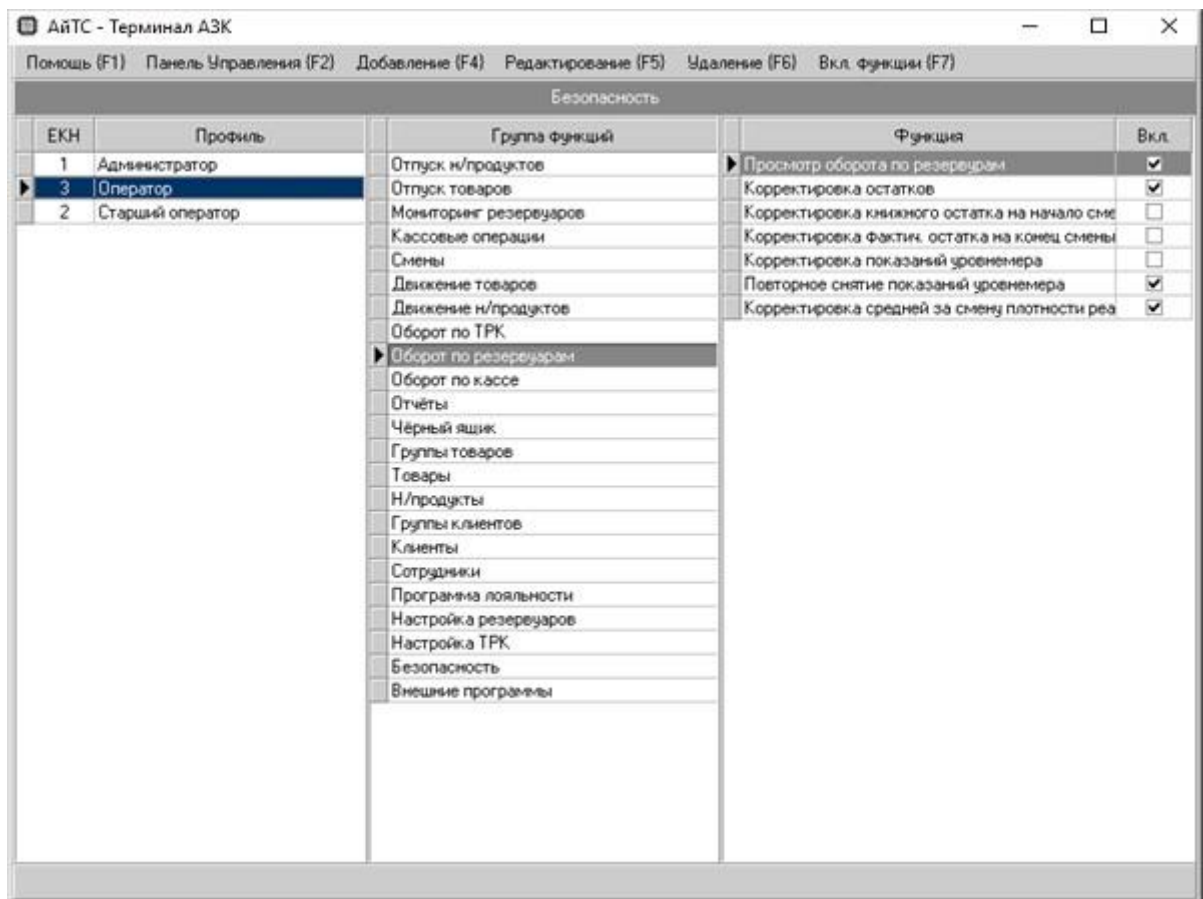 АйТС - Терминал АЗК
Помощь (F1) Панель Управления (F2) Добавление (F4) Редактирование (F5) Удаление (F6) Вкл. функции (F7)
Безопасность
ЕКН Профиль
1 Администратор
3 Оператор
2 Старший оператор
Группа функций
Отпуск н/продуктов
Отпуск товаров
Мониторинг резервуаров
Кассовые операции
Смены
Движение товаров
Движение н/продуктов
Оборот по ТРК
Оборот по резервуарам
Оборот по кассе
Отчёты
Чёрный ящик
Группы товаров
Товары
Н/продукты
Группы клиентов
Клиенты
Сотрудники
Программа лояльности
Настройка резервуаров
Настройка ТРК
Безопасность
Внешние программы
Функция Вкл.
Просмотр оборота по резервурам
Корректировка остатков
Корректировка книжного остатка на начало сме
Корректировка фактич. остатка на конец смены
Корректировка показаний уровнемера
Повторное снятие показаний уровнемера
Корректировка средней за смену плотности реа